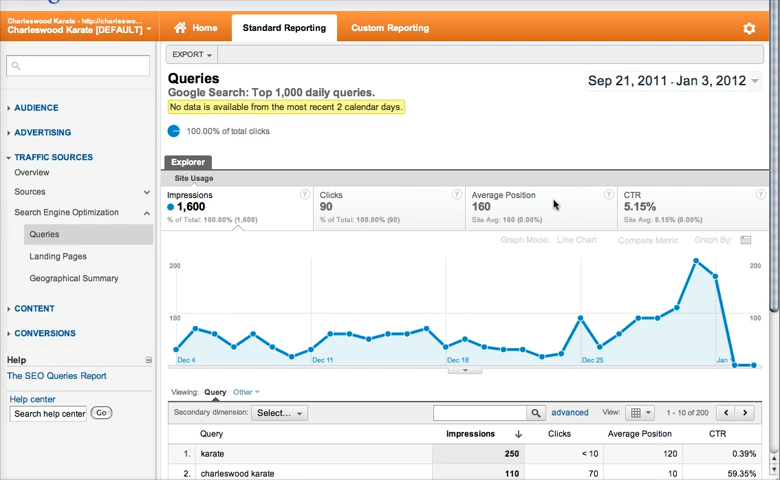 Charleswood Karate - http://charleswo...
Charleswood Karate [DEFAULT]
Home
Standard Reporting
Custom Reporting
EXPORT
Queries
Google Search: Top 1,000 daily queries.
Sep 21, 2011 - Jan 3, 2012
No data is available from the most recent 2 calendar days.
100.00% of total clicks
AUDIENCE
ADVERTISING
TRAFFIC SOURCES
Overview
Sources
Search Engine Optimization
Queries
Landing Pages
Geographical Summary
CONTENT
CONVERSIONS
Help
The SEO Queries Report
Help center
Search help center
Go
Explorer
Site Usage
Impressions
1,600
% of Total: 100.00% (1,600)
Clicks
90
% of Total: 100.00% (90)
Average Position
160
Site Avg: 160 (0.00%)
CTR
5.15%
Site Avg: 5.15% (0.00%)
Graph Mode: Line Chart
Compare Metric
Graph By:
200
200
100
100
Dec 4
Dec 11
Dec 18
Dec 25
Jan
Viewing: Query Other
Secondary dimension: Select...
advanced
View:
1 - 10 of 200
Query Impressions Clicks Average Position CTR
1. karate 250 < 10 120 0.39%
2. charleswood karate 110 70 10 59.35%